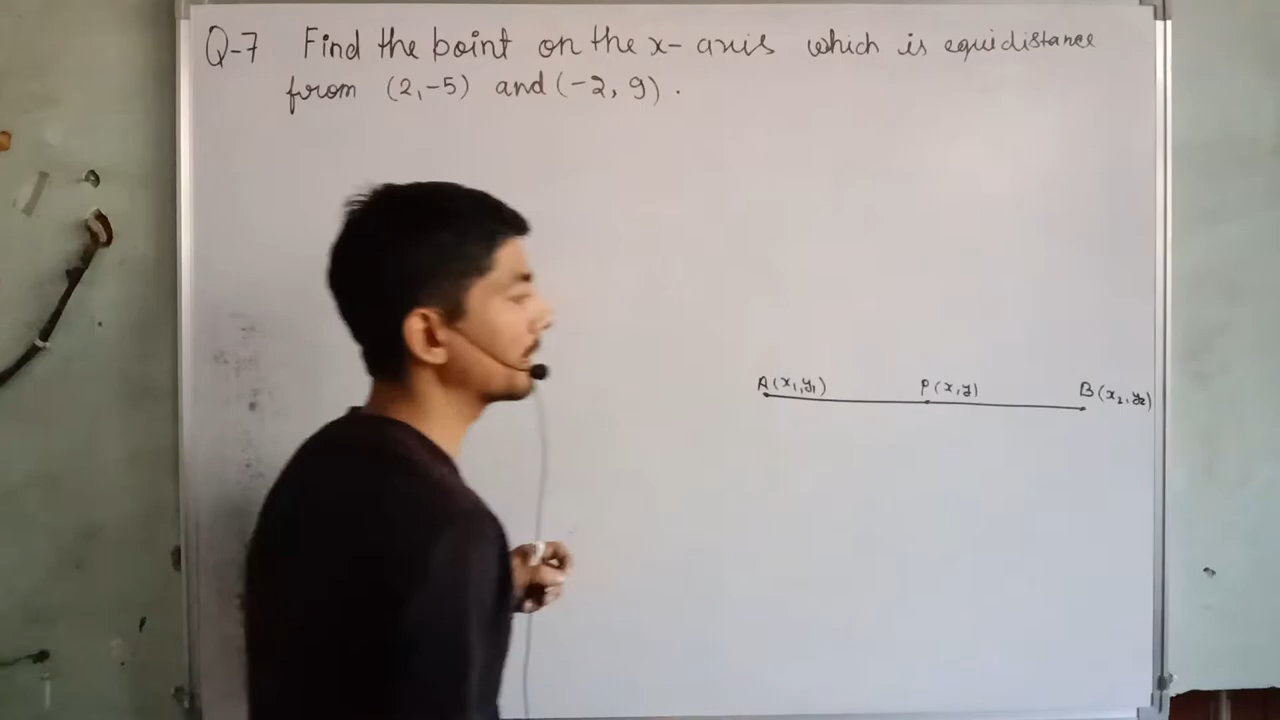 Q-7 Find the point on the x-axis which is equidistance
from (2,-5) and (-2, 9).
A(x₁,y₁) P(x,y) B(x₂,y₂)